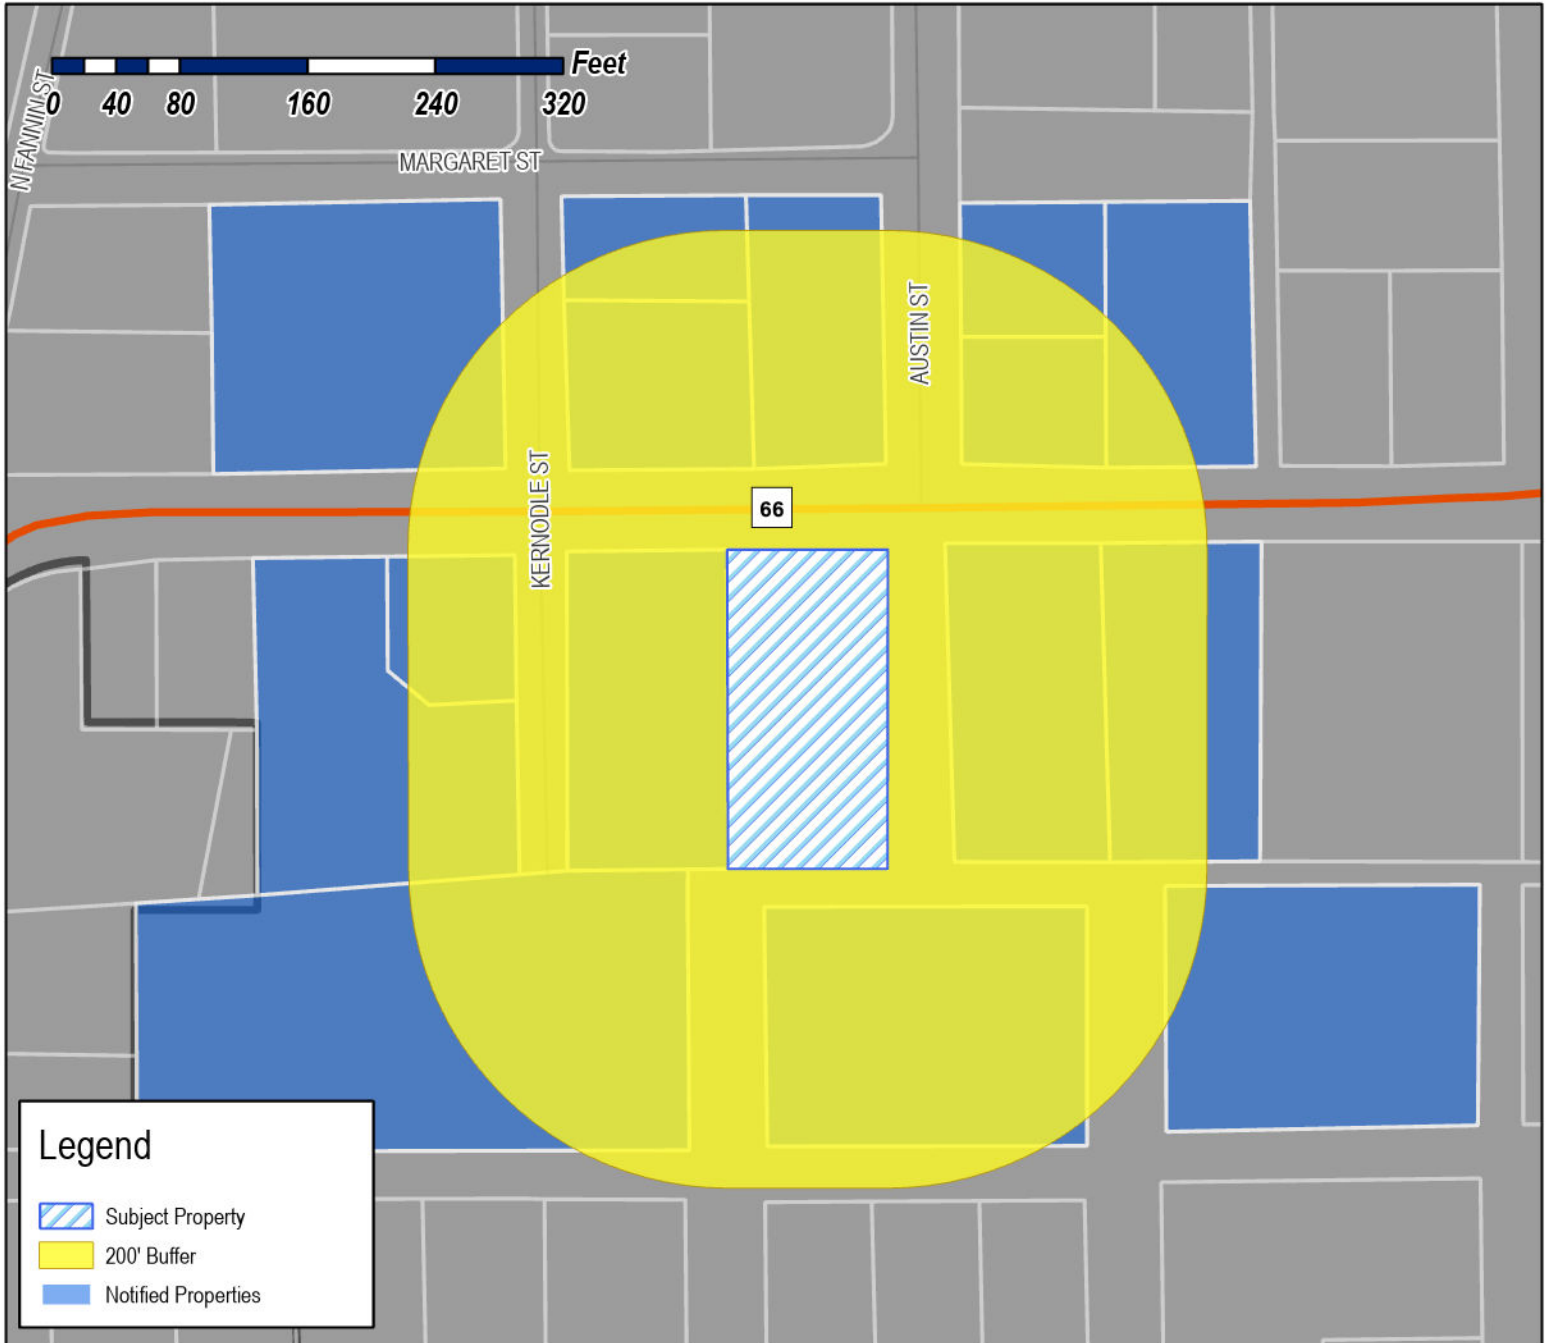 Feet
0 40 80 160 240 320
N FANNIN ST
MARGARET ST
AUSTIN ST
KERNODLE ST
66
Legend
Subject Property
200' Buffer
Notified Properties